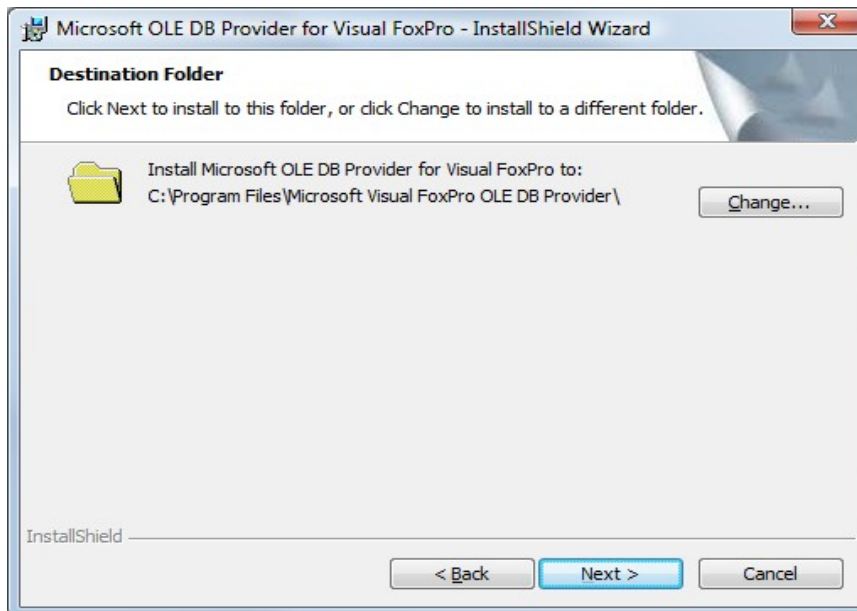 Microsoft OLE DB Provider for Visual FoxPro - InstallShield Wizard
Destination Folder
Click Next to install to this folder, or click Change to install to a different folder.
Install Microsoft OLE DB Provider for Visual FoxPro to:
C:\Program Files\Microsoft Visual FoxPro OLE DB Provider\
Change...
InstallShield
< Back
Next >
Cancel